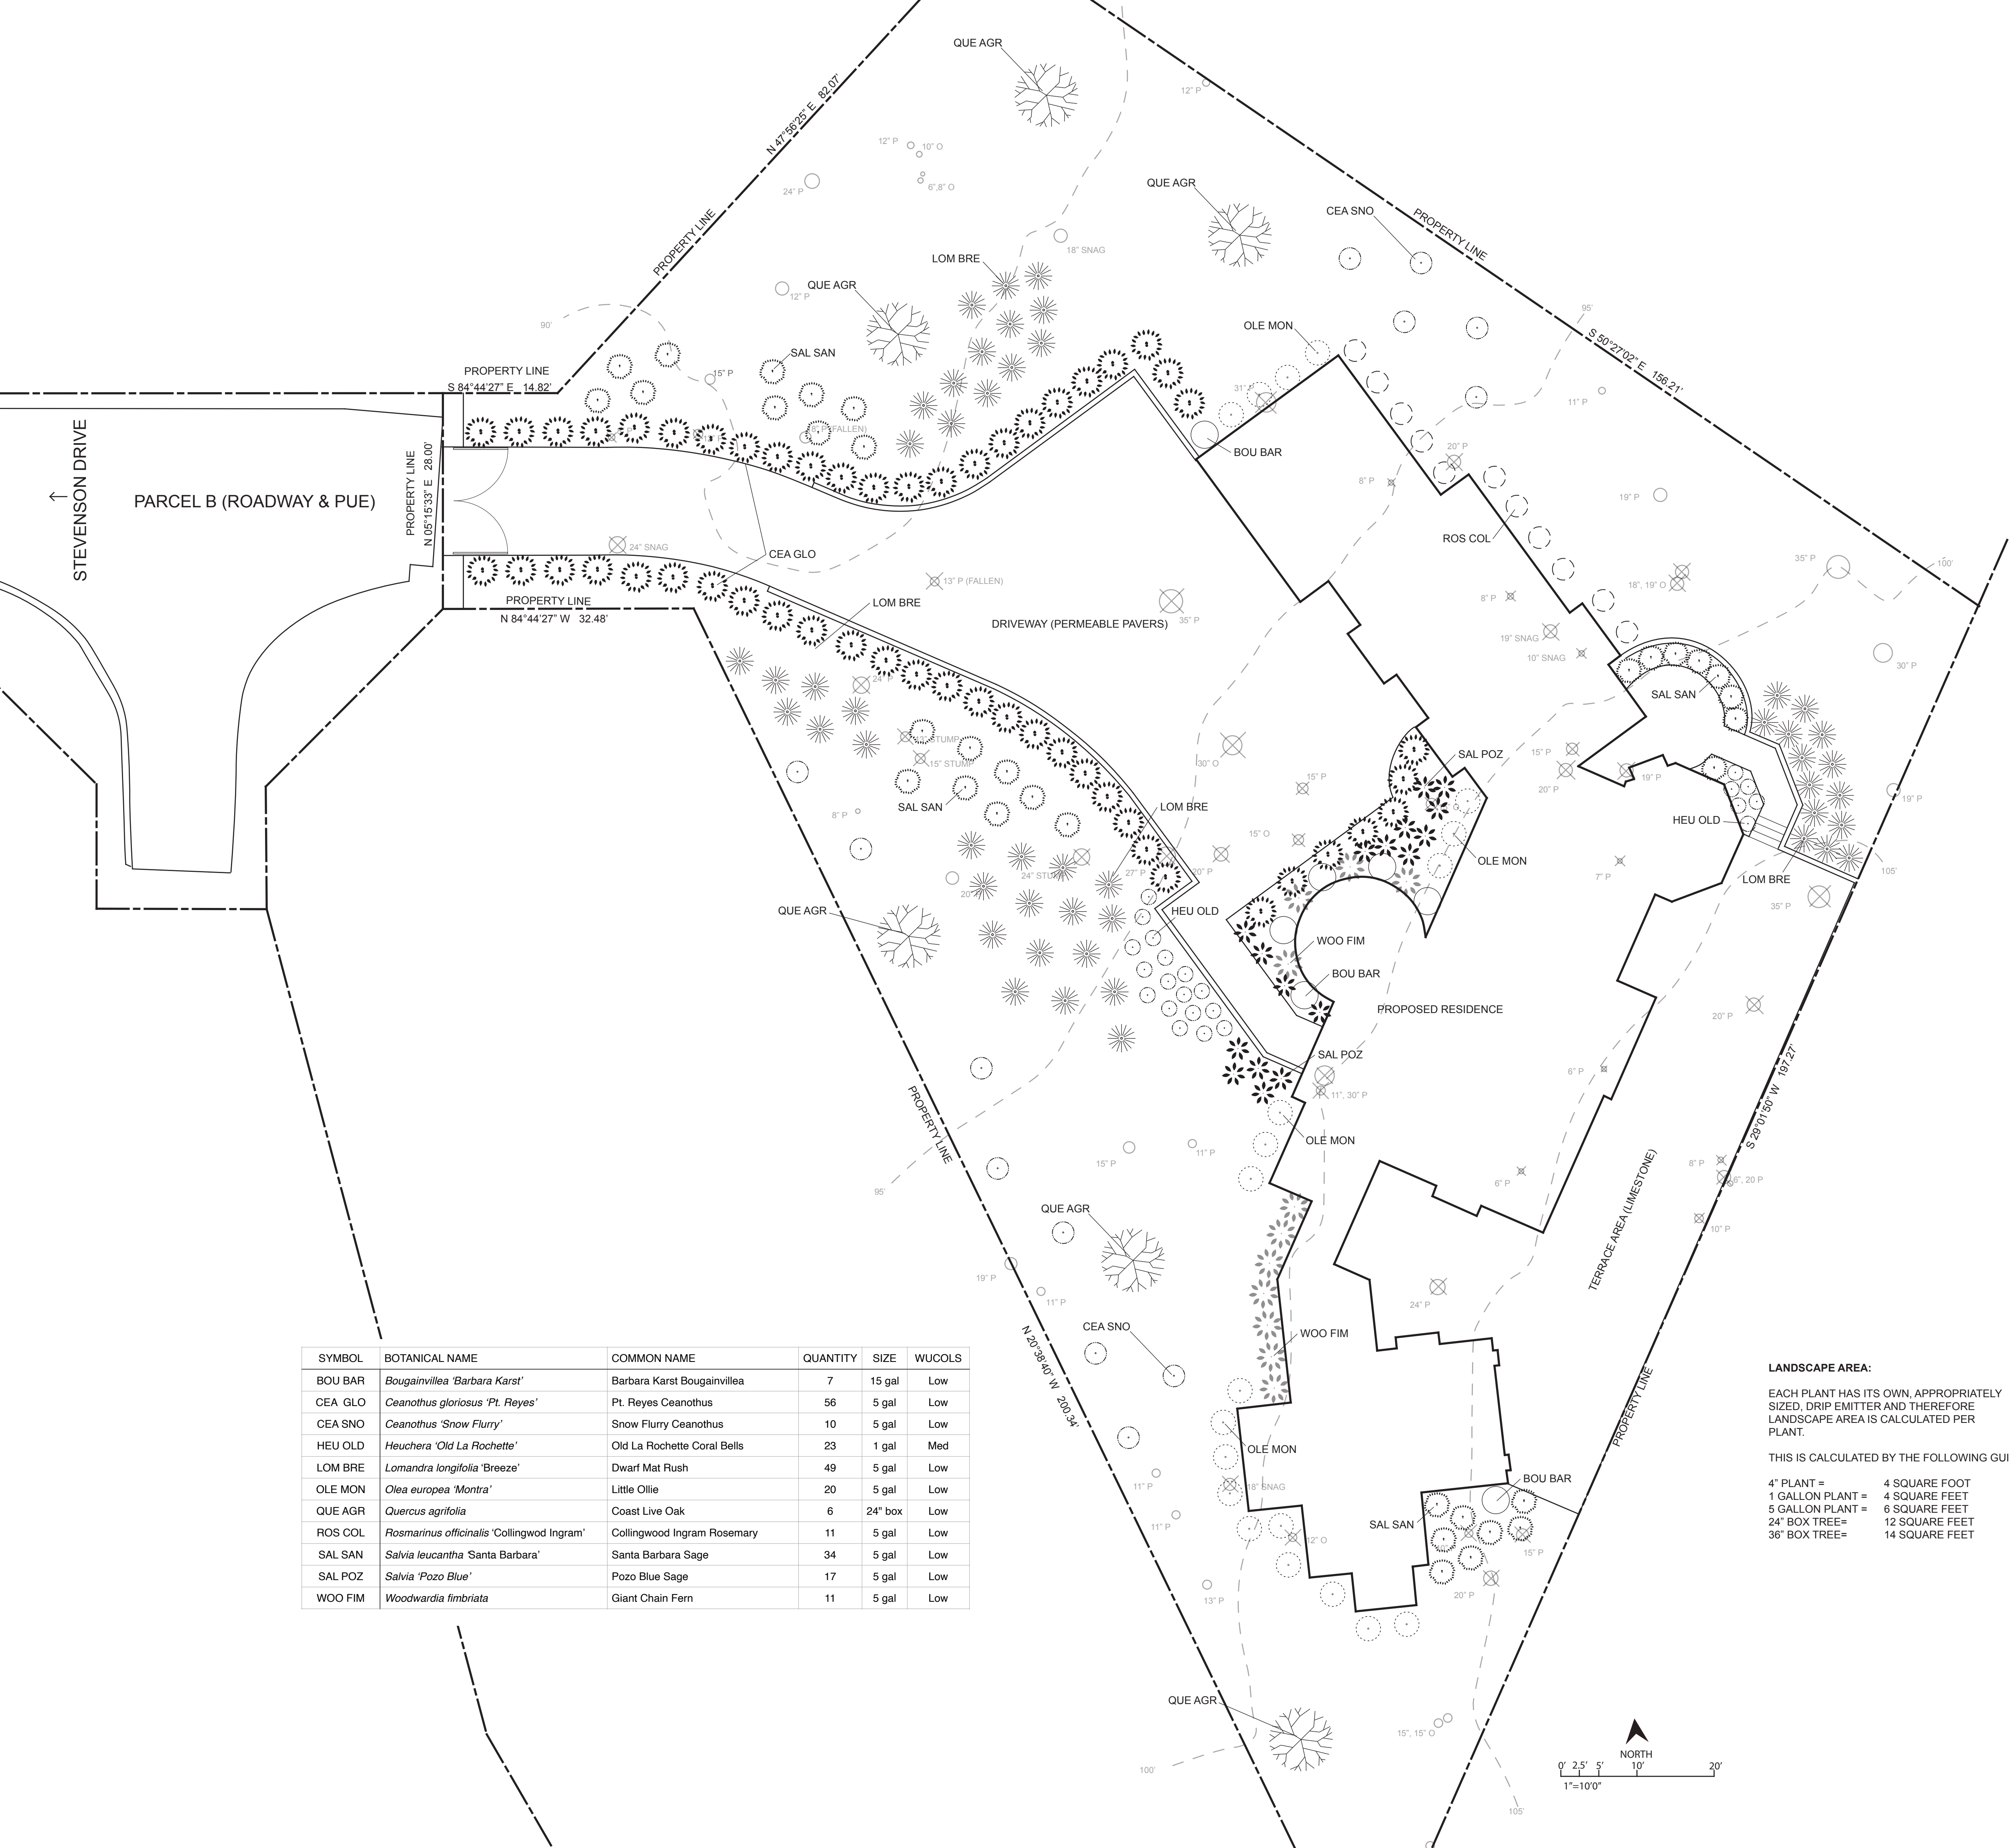 QUE AGR
12” P
N 47°56’25” E 82.07’
12” P
10” O
6”,8” O
24” P
QUE AGR
CEA SNO
PROPERTY LINE
PROPERTY LINE
18” SNAG
LOM BRE
QUE AGR
12” P
90’
95’
OLE MON
S 50°27’02” E 156.21’
SAL SAN
PROPERTY LINE
15” P
S 84°44’27” E 14.82’
31”
11” P
8” P (FALLEN)
BOU BAR
20” P
8” P
19” P
STEVENSON DRIVE
PARCEL B (ROADWAY & PUE)
PROPERTY LINE
N 05°15’33” E 28.00’
24” SNAG
CEA GLO
ROS COL
35” P
100’
13” P (FALLEN)
18”, 19” O
PROPERTY LINE
N 84°44’27” W 32.48’
LOM BRE
DRIVEWAY (PERMEABLE PAVERS)
35” P
8” P
19” SNAG
10” SNAG
30” P
24” P
SAL SAN
STUMP
15” STUMP
30” O
SAL POZ
15” P
20” P
19” P
15” P
19” P
SAL SAN
8” P
LOM BRE
15” O
HEU OLD
OLE MON
24” STUMP
27” P
20” P
7” P
105’
LOM BRE
20”
35” P
QUE AGR
HEU OLD
WOO FIM
BOU BAR
PROPOSED RESIDENCE
20” P
SAL POZ
6” P
11”, 30” P
PROPERTY LINE
S 29°01’50” W 197.27’
OLE MON
15” P
11” P
95’
8” P
6”, 20 P
6” P
QUE AGR
10” P
TERRACE AREA (LIMESTONE)
19” P
11” P
24” P
N 20°38’40” W 200.34’
CEA SNO
WOO FIM
SYMBOL BOTANICAL NAME COMMON NAME QUANTITY SIZE WUCOLS
BOU BAR Bougainvillea ‘Barbara Karst’ Barbara Karst Bougainvillea 7 15 gal Low
CEA GLO Ceanothus gloriosus ‘Pt. Reyes’ Pt. Reyes Ceanothus 56 5 gal Low
CEA SNO Ceanothus ‘Snow Flurry’ Snow Flurry Ceanothus 10 5 gal Low
HEU OLD Heuchera ‘Old La Rochette’ Old La Rochette Coral Bells 23 1 gal Med
LOM BRE Lomandra longifolia ‘Breeze’ Dwarf Mat Rush 49 5 gal Low
OLE MON Olea europea ‘Montra’ Little Ollie 20 5 gal Low
QUE AGR Quercus agrifolia Coast Live Oak 6 24" box Low
ROS COL Rosmarinus officinalis ‘Collingwod Ingram’ Collingwood Ingram Rosemary 11 5 gal Low
SAL SAN Salvia leucantha ‘Santa Barbara’ Santa Barbara Sage 34 5 gal Low
SAL POZ Salvia ‘Pozo Blue’ Pozo Blue Sage 17 5 gal Low
WOO FIM Woodwardia fimbriata Giant Chain Fern 11 5 gal Low
PROPERTY LINE
OLE MON
11” P
18” SNAG
BOU BAR
11” P
SAL SAN
12” O
15” P
20” P
13” P
LANDSCAPE AREA:
EACH PLANT HAS ITS OWN, APPROPRIATELY
SIZED, DRIP EMITTER AND THEREFORE
LANDSCAPE AREA IS CALCULATED PER
PLANT.
THIS IS CALCULATED BY THE FOLLOWING GUI
4” PLANT = 4 SQUARE FOOT
1 GALLON PLANT = 4 SQUARE FEET
5 GALLON PLANT = 6 SQUARE FEET
24” BOX TREE= 12 SQUARE FEET
36” BOX TREE= 14 SQUARE FEET
QUE AGR
15”, 15” O
100’
105’
NORTH
0’ 2.5’ 5’ 10’ 20’
1”=10’0”